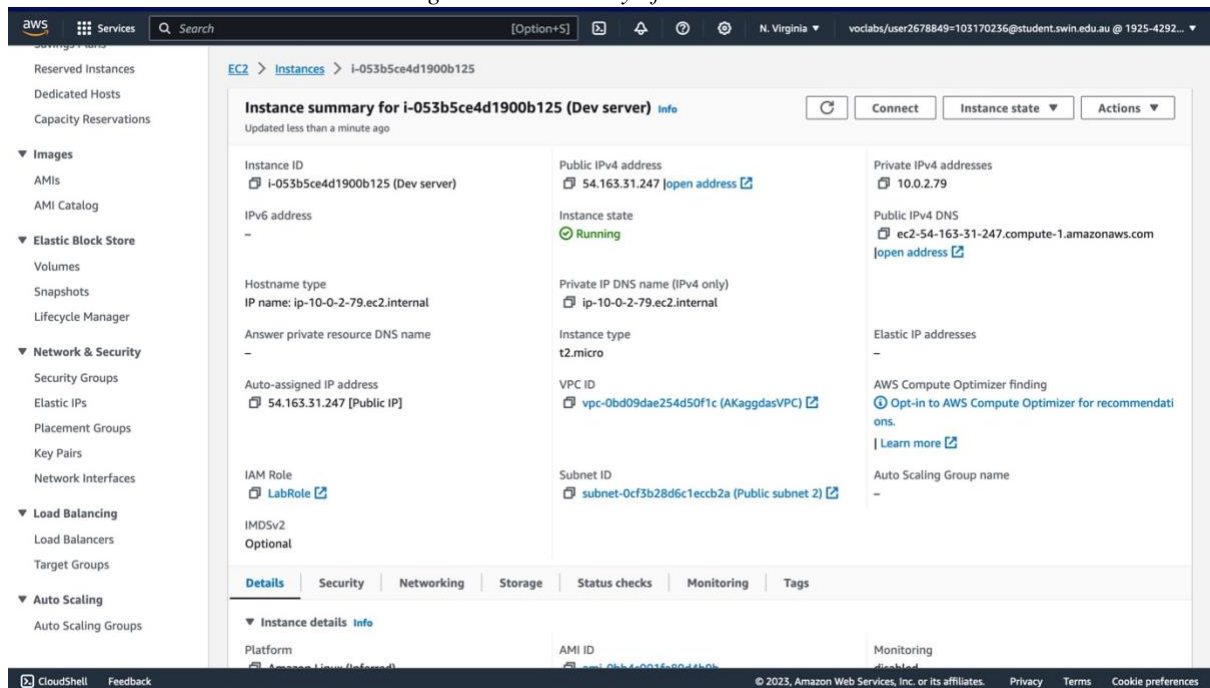 aws
Services
Search
[Option+S]
N. Virginia
voclabs/user2678849=103170236@student.swin.edu.au @ 1925-4292...
Reserved Instances
Dedicated Hosts
Capacity Reservations
Images
AMIs
AMI Catalog
Elastic Block Store
Volumes
Snapshots
Lifecycle Manager
Network & Security
Security Groups
Elastic IPs
Placement Groups
Key Pairs
Network Interfaces
Load Balancing
Load Balancers
Target Groups
Auto Scaling
Auto Scaling Groups
EC2 > Instances > i-053b5ce4d1900b125
Instance summary for i-053b5ce4d1900b125 (Dev server) Info
Updated less than a minute ago
Connect
Instance state
Actions
Instance ID
i-053b5ce4d1900b125 (Dev server)
Public IPv4 address
54.163.31.247 |open address
Private IPv4 addresses
10.0.2.79
IPv6 address
–
Instance state
Running
Public IPv4 DNS
ec2-54-163-31-247.compute-1.amazonaws.com
|open address
Hostname type
IP name: ip-10-0-2-79.ec2.internal
Private IP DNS name (IPv4 only)
ip-10-0-2-79.ec2.internal
Answer private resource DNS name
–
Instance type
t2.micro
Elastic IP addresses
–
Auto-assigned IP address
54.163.31.247 [Public IP]
VPC ID
vpc-0bd09dae254d50f1c (AKaggdasVPC)
AWS Compute Optimizer finding
Opt-in to AWS Compute Optimizer for recommendati
ons.
| Learn more
IAM Role
LabRole
Subnet ID
subnet-0cf3b28d6c1eccb2a (Public subnet 2)
Auto Scaling Group name
–
IMDSv2
Optional
Details
Security
Networking
Storage
Status checks
Monitoring
Tags
Instance details Info
Platform
Amazon Linux (Inferred)
AMI ID
Monitoring
disabled
CloudShell
Feedback
© 2023, Amazon Web Services, Inc. or its affiliates.
Privacy
Terms
Cookie preferences